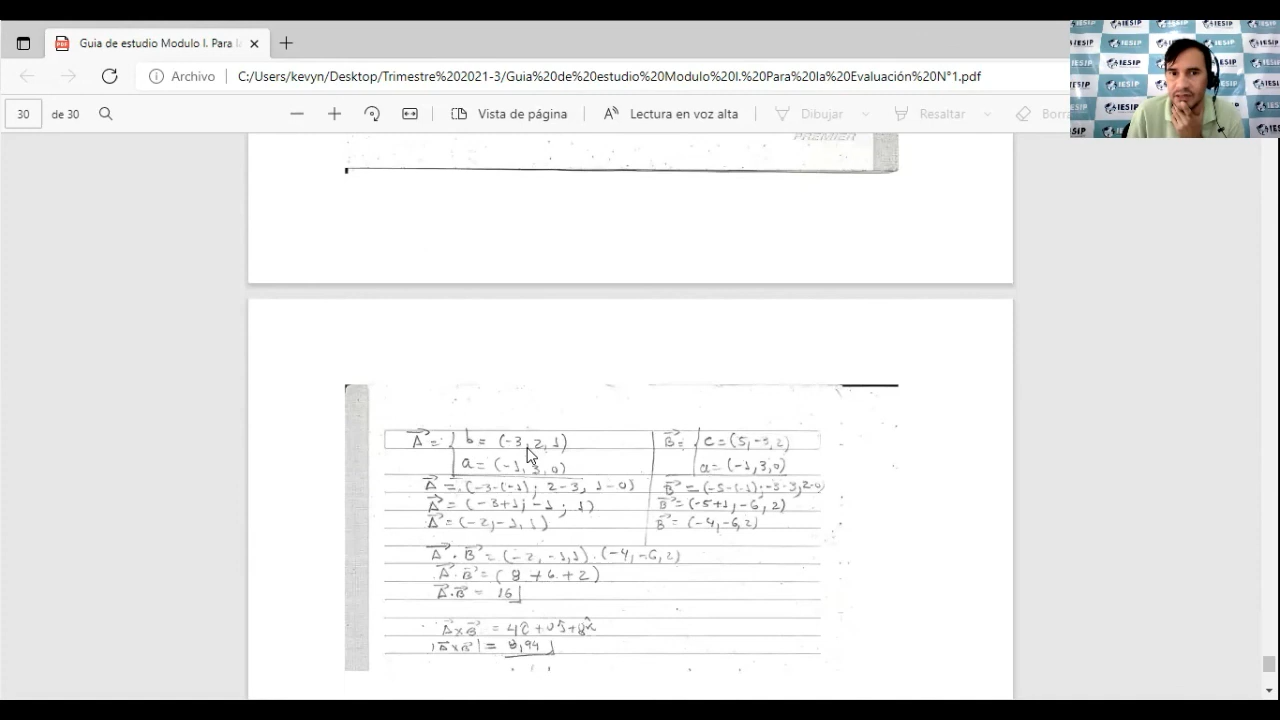 Guia de estudio Modulo I. Para la
Archivo C:/Users/kevyn/Desktop/Trimestre%202021-3/Guia%20de%20estudio%20Modulo%20I.%20Para%20la%20Evaluación%20N°1.pdf
30 de 30 Vista de página Lectura en voz alta Dibujar Resaltar Borra
IESIP
PREMIER
A = b = (-3, 2, 1) B = c = (5, -3, 2)
a = (-1, 3, 0) a = (-1, 3, 0)
A = (-3-(-1); 2-3, 1-0) B = (-5-(-1); -3-3, 2-0)
A = (-3+1; -1; 1) B = (-5+1, -6, 2)
A = (-2, -1, 1) B = (-4, -6, 2)
A · B = (-2, -1, 1) · (-4, -6, 2)
A · B = (8 + 6 + 2)
A · B = 16
A x B =
|A x B| = 8,94